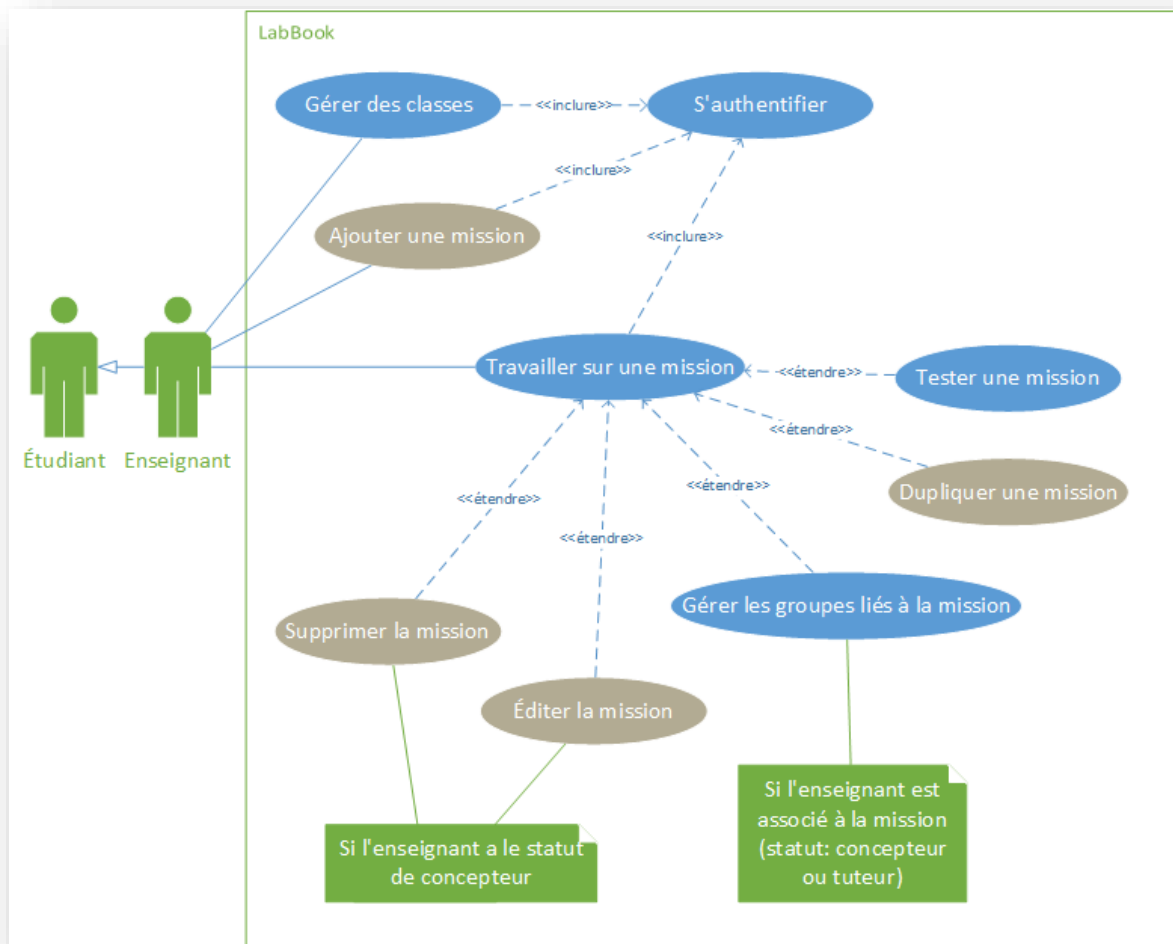 LabBook
Gérer des classes
<<inclure>>
S'authentifier
<<inclure>>
Ajouter une mission
<<inclure>>
Travailler sur une mission
<<étendre>>
Tester une mission
<<étendre>>
Étudiant
Enseignant
<<étendre>>
<<étendre>>
Dupliquer une mission
<<étendre>>
Gérer les groupes liés à la mission
Supprimer la mission
Éditer la mission
Si l'enseignant est
associé à la mission
(statut: concepteur
ou tuteur)
Si l'enseignant a le statut
de concepteur